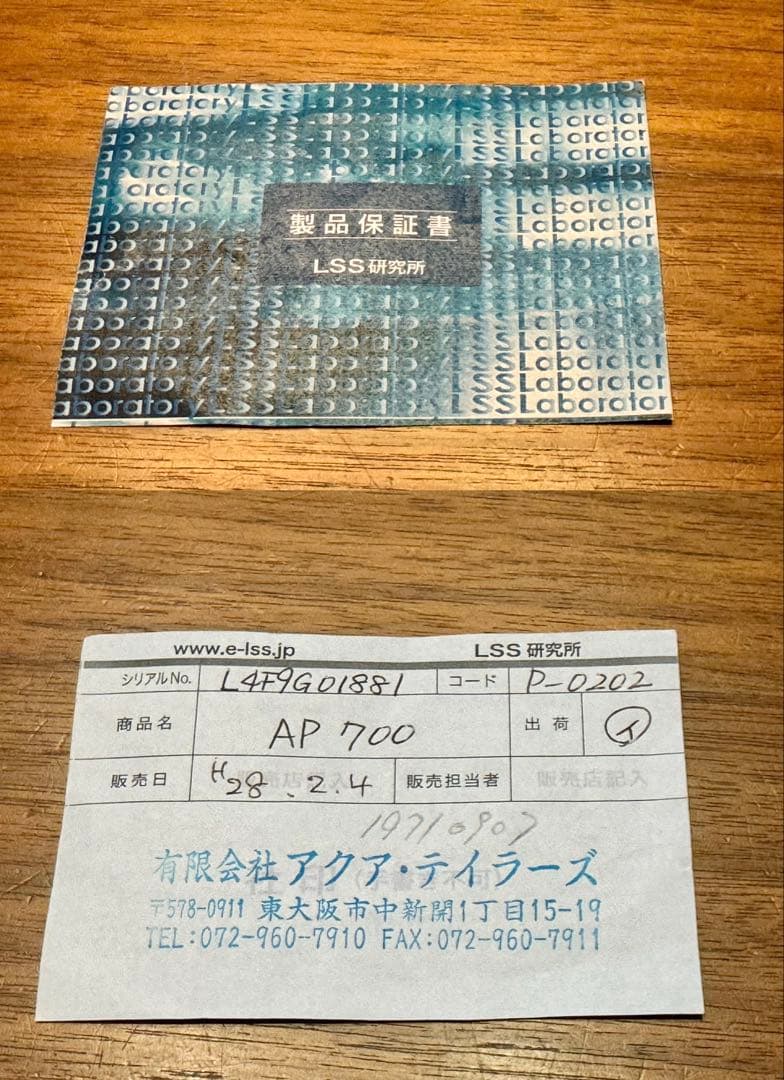 製品保証書
LSS研究所
www.e-lss.jp LSS 研究所
シリアルNo. L4F9G01881 コード P-0202
商品名 AP 700 出荷 イ
販売日 H28.2.4 販売担当者 販売店記入
19710907
有限会社 アクア・テイラーズ
〒578-0911 東大阪市中新開1丁目15-19
TEL:072-960-7910 FAX:072-960-7911